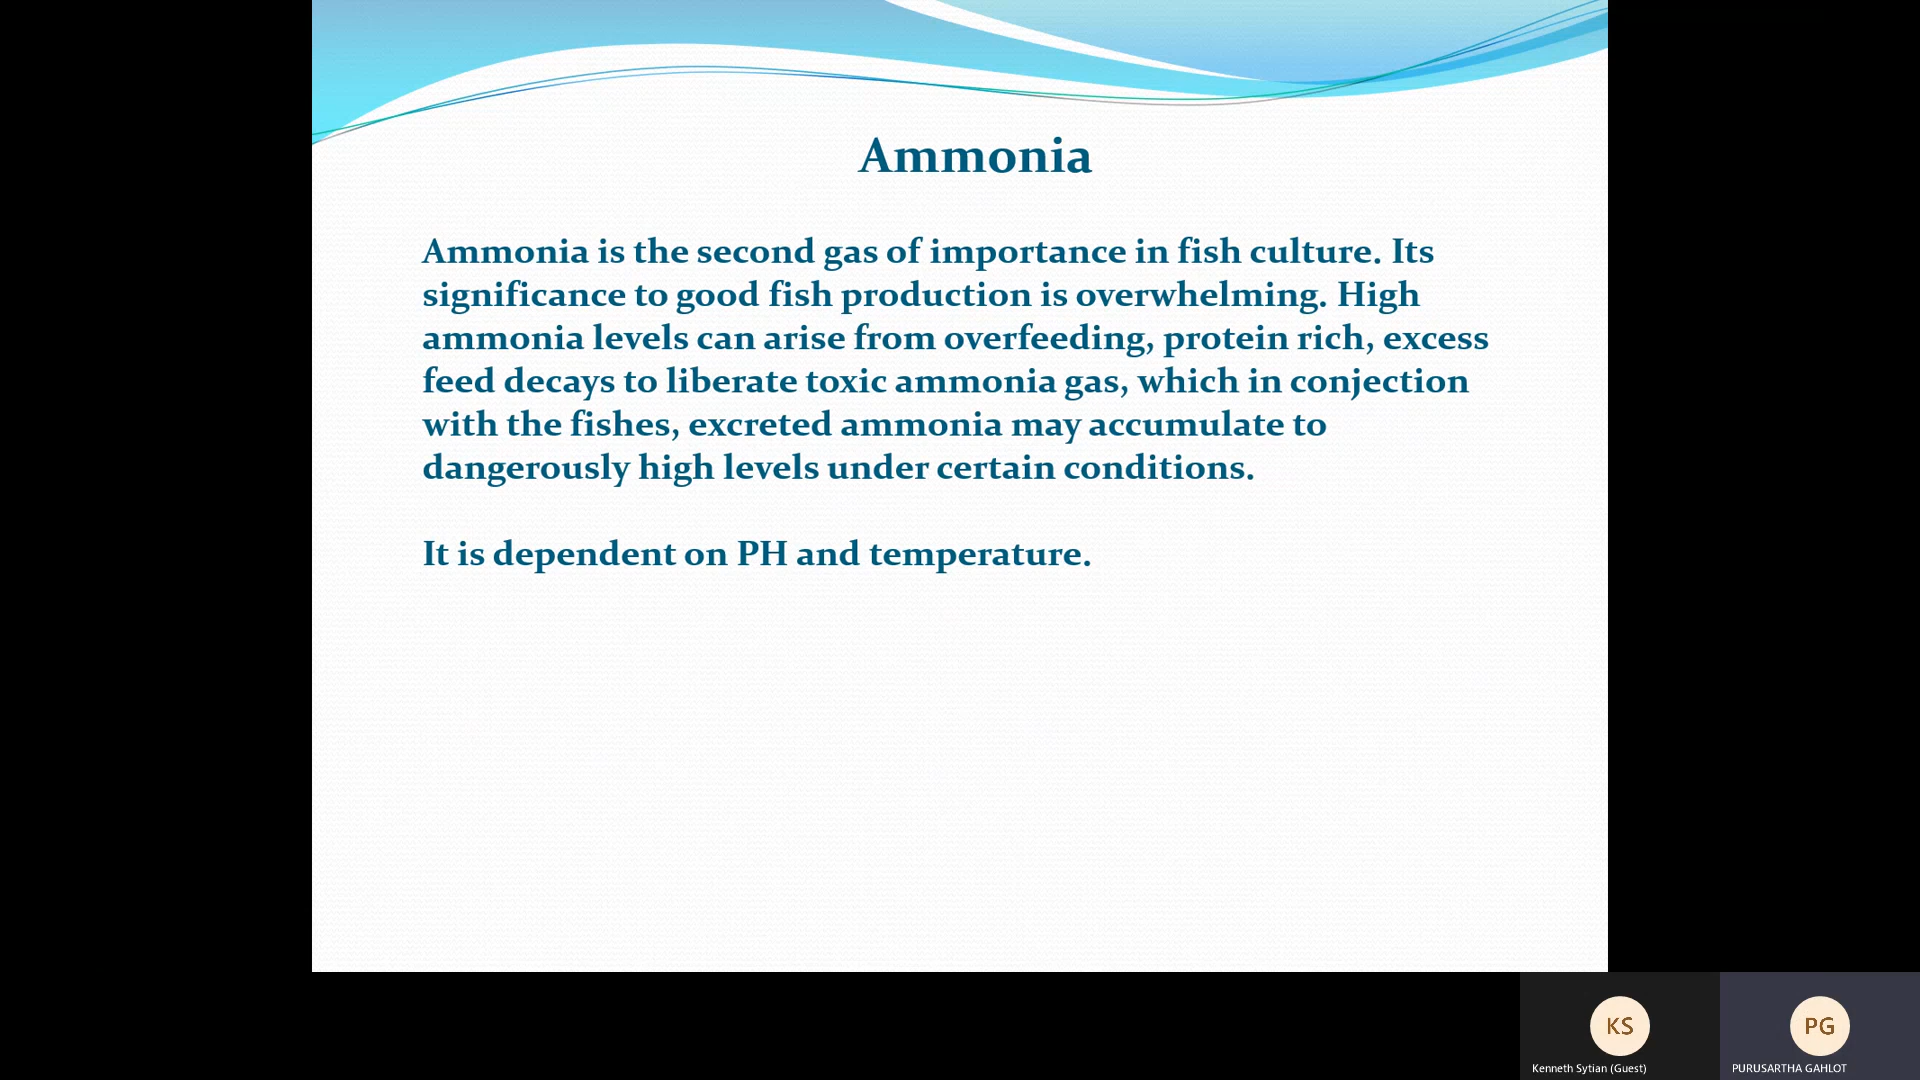 Ammonia
Ammonia is the second gas of importance in fish culture. Its
significance to good fish production is overwhelming. High
ammonia levels can arise from overfeeding, protein rich, excess
feed decays to liberate toxic ammonia gas, which in conjection
with the fishes, excreted ammonia may accumulate to
dangerously high levels under certain conditions.
It is dependent on PH and temperature.
KS
Kenneth Sytian (Guest)
PG
PURUSARTHA GAHLOT